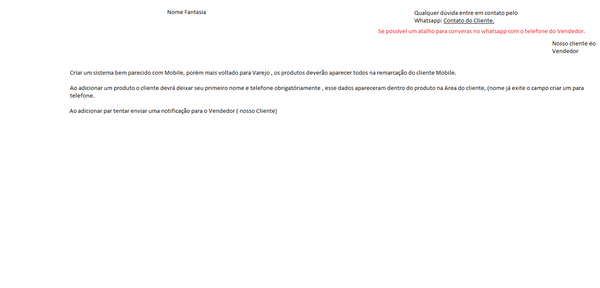 Nome Fantasia
Qualquer dúvida entre em contato pelo
Whatsapp: Contato do Cliente.
Se possível um atalho para converas no whatsapp com o telefone do Vendedor.
Nosso cliente éo
Vendedor
Criar um sistema bem parecido com Mobile, porém mais voltado para Varejo , os produtos deverão aparecer todos na remarcação do cliente Mobile.
Ao adicionar um produto o cliente devrá deixar seu primeiro nome e telefone obrigatóriamente , esse dados apareceram dentro do produto na Area do cliente, (nome já exite o campo criar um para
telefone.
Ao adicionar par tentar enviar uma notificação para o Vendedor ( nosso Cliente)